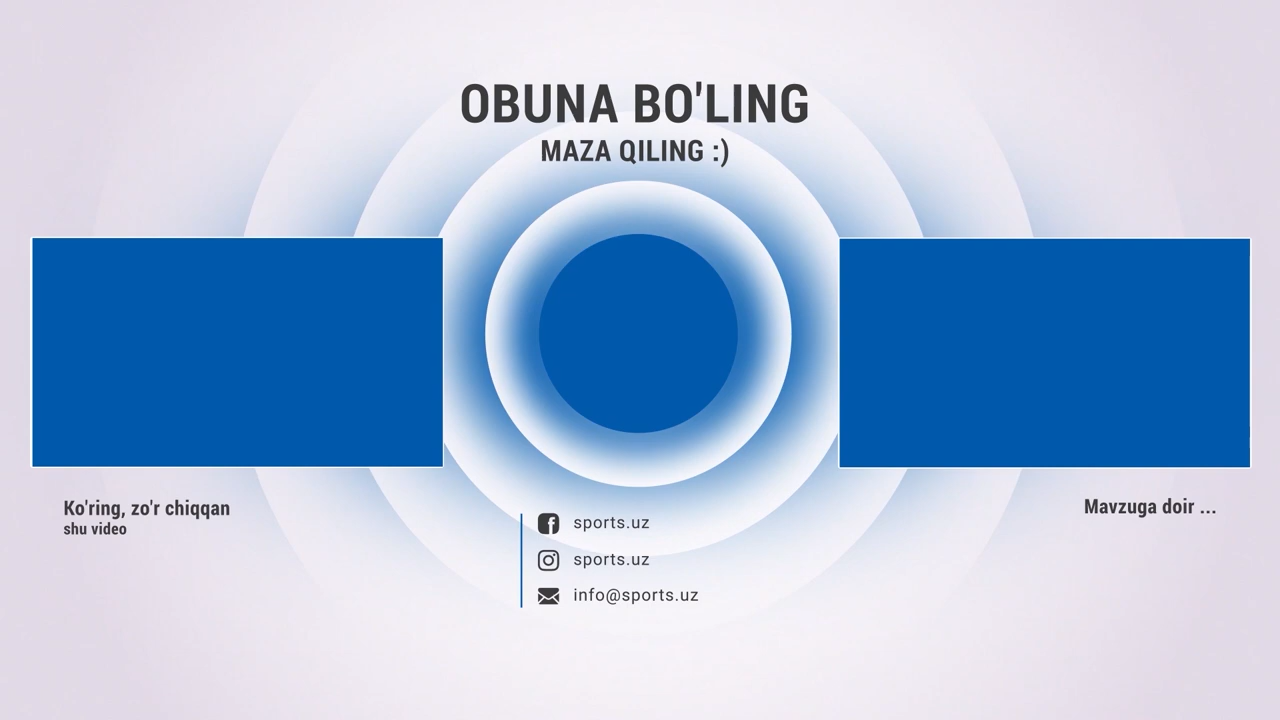 OBUNA BO'LING
MAZA QILING :)
Ko'ring, zo'r chiqqan
shu video
Mavzuga doir ...
sports.uz
sports.uz
info@sports.uz